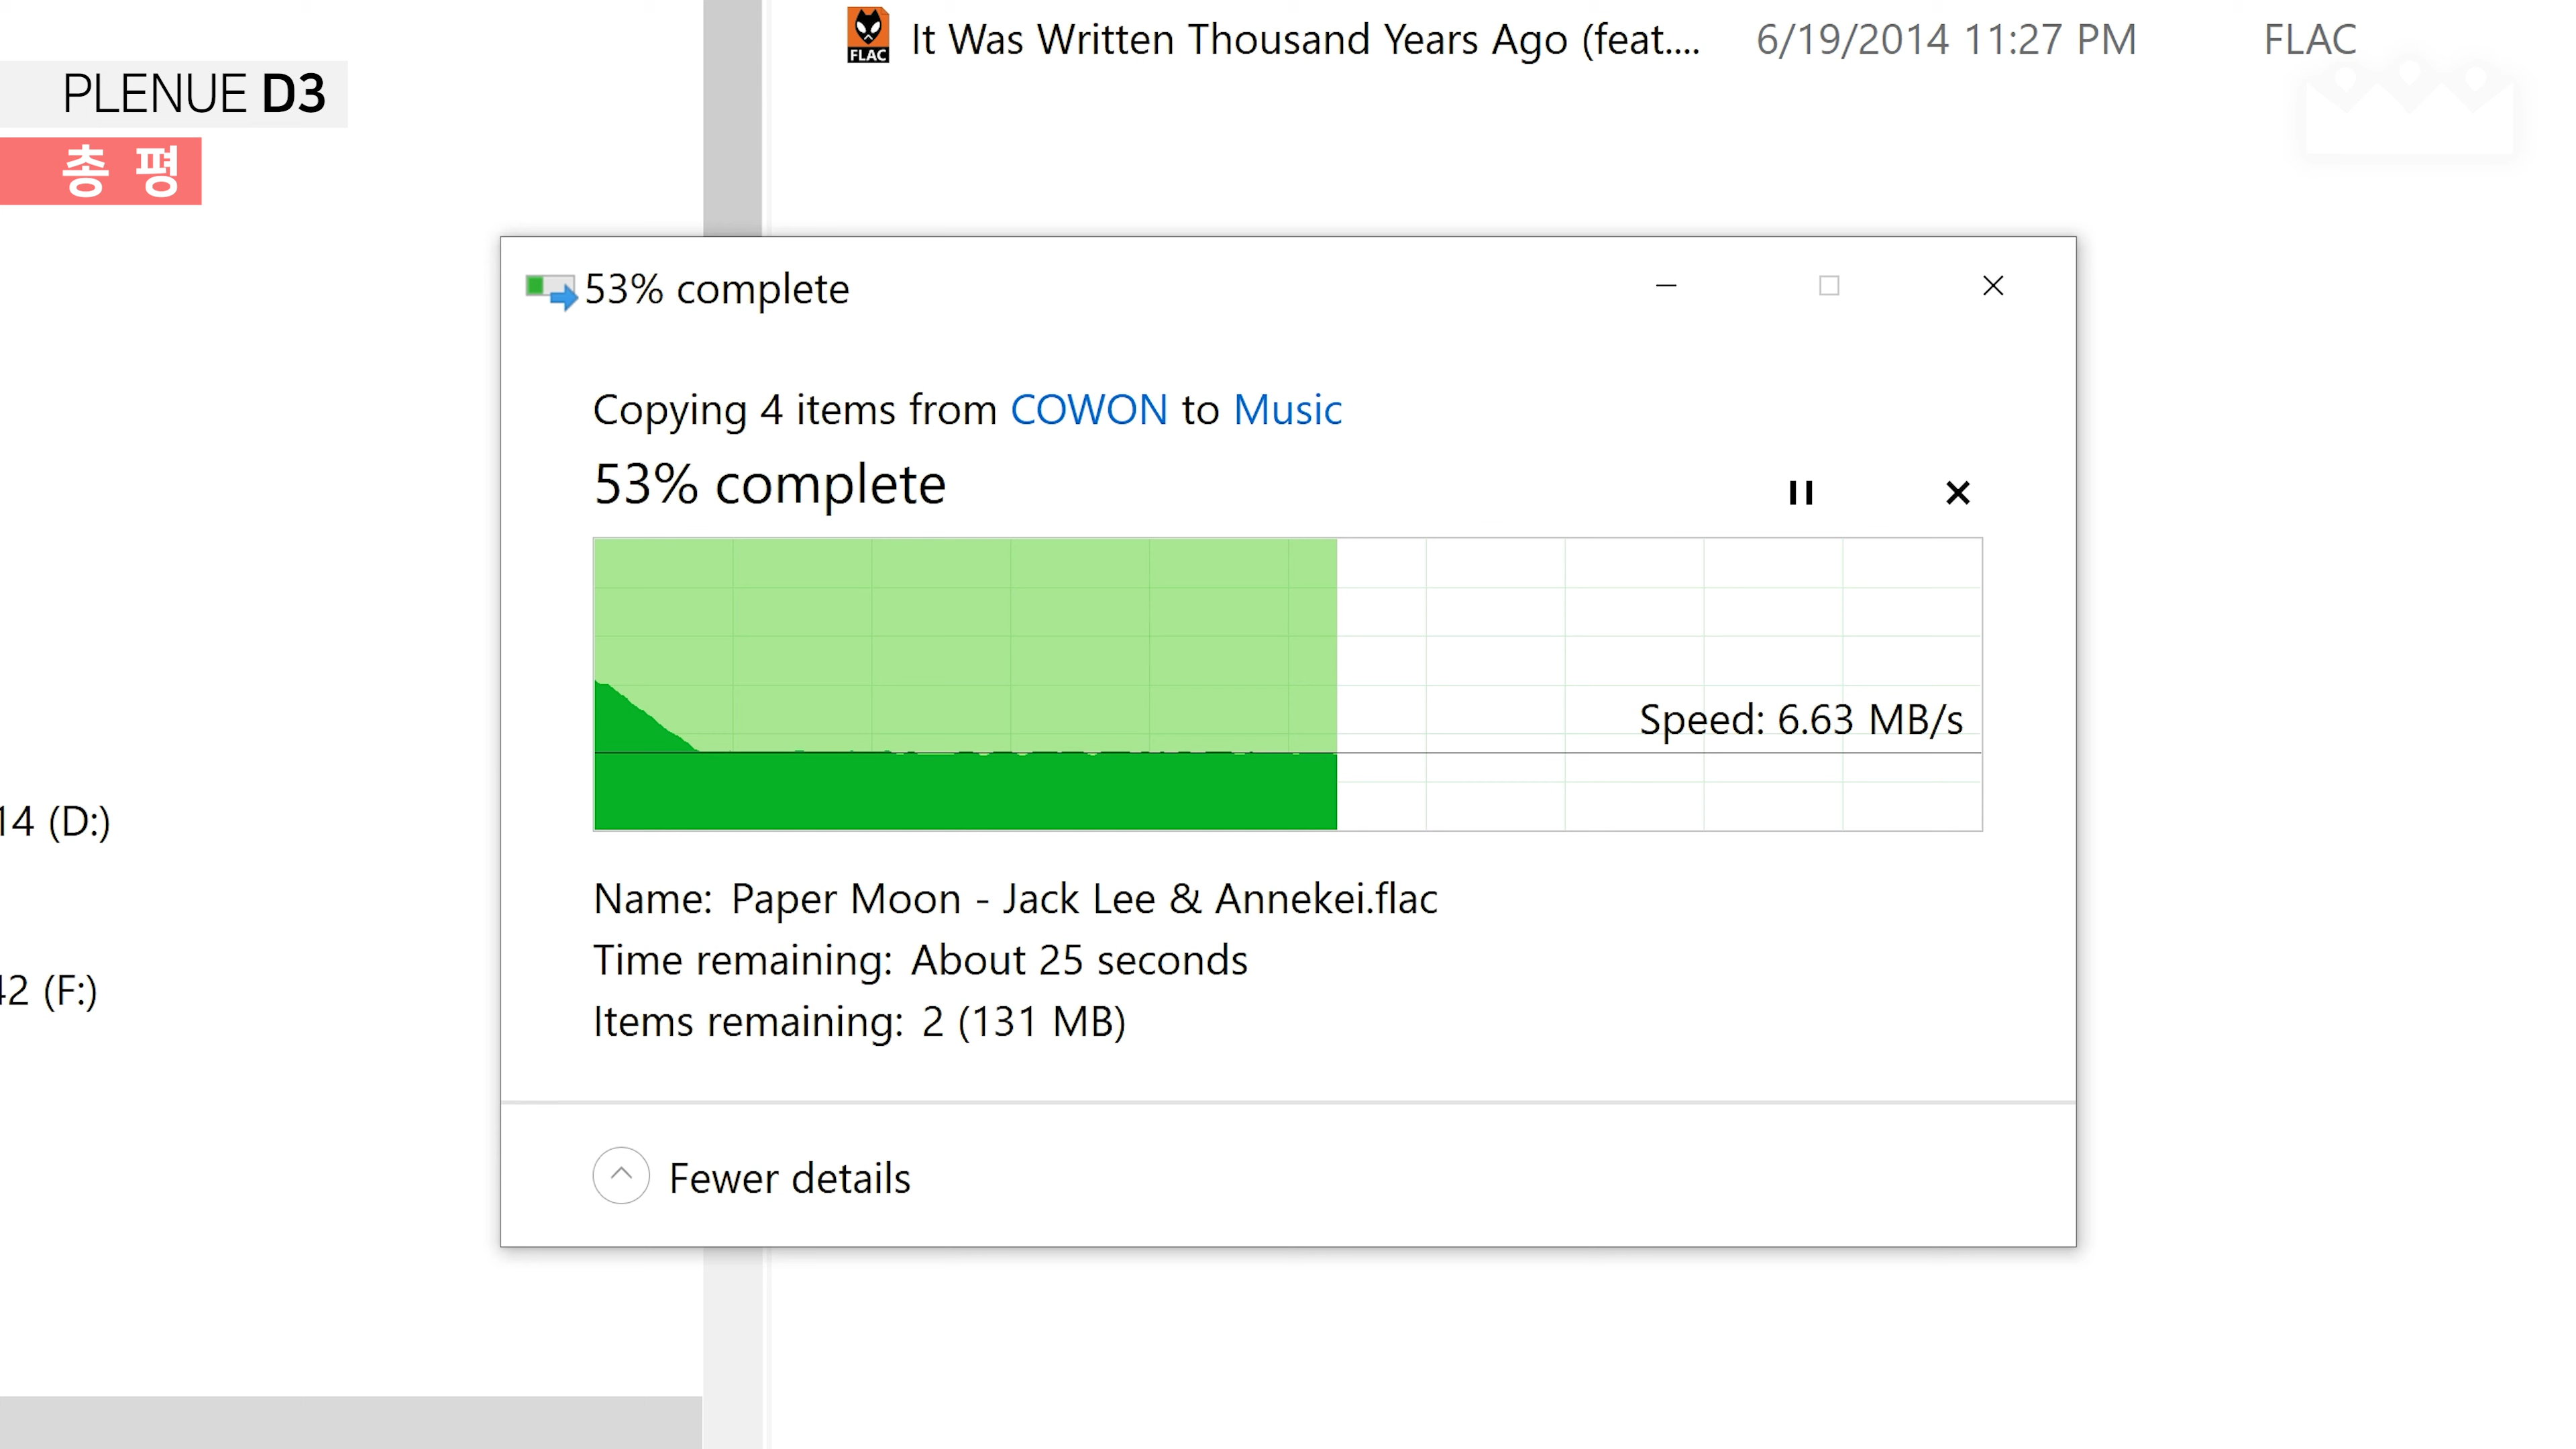 It Was Written Thousand Years Ago (feat.... 6/19/2014 11:27 PM FLAC
FLAC
PLENUE D3
총 평
53% complete
Copying 4 items from COWON to Music
53% complete
Speed: 6.63 MB/s
14 (D:)
Name: Paper Moon - Jack Lee & Annekei.flac
Time remaining: About 25 seconds
42 (F:)
Items remaining: 2 (131 MB)
Fewer details